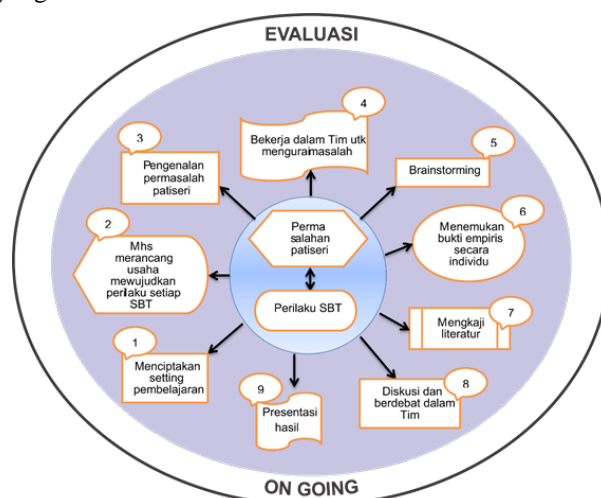 EVALUASI
4
Bekerja dalam Tim utk
menguraimasalah
3
Pengenalan
permasalah
patiseri
5
Brainstorming
2
Mhs
merancang
usaha
mewujudkan
perilaku setiap
SBT
Perma
salahan
patiseri
6
Menemukan
bukti empiris
secara
individu
Perilaku SBT
7
Mengkaji
literatur
1
Menciptakan
setting
pembelajaran
9
Presentasi
hasil
8
Diskusi dan
berdebat dalam
Tim
ON GOING